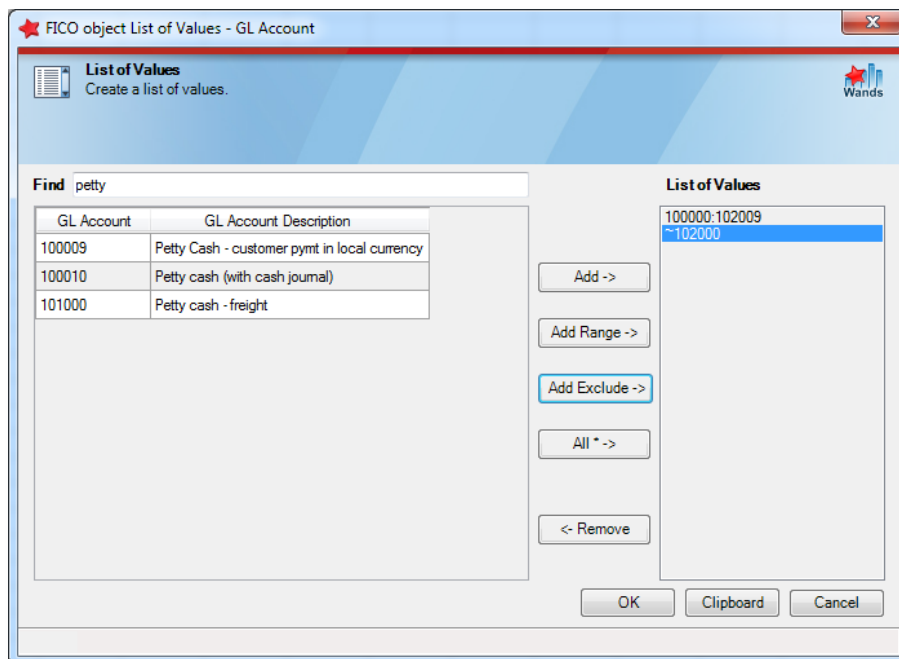 FICO object List of Values - GL Account
List of Values
Create a list of values.
Wands
Find petty
List of Values
GL Account GL Account Description
100009 Petty Cash - customer pymt in local currency
100010 Petty cash (with cash journal)
101000 Petty cash - freight
Add ->
Add Range ->
Add Exclude ->
All * ->
<- Remove
100000:102009
~102000
OK Clipboard Cancel